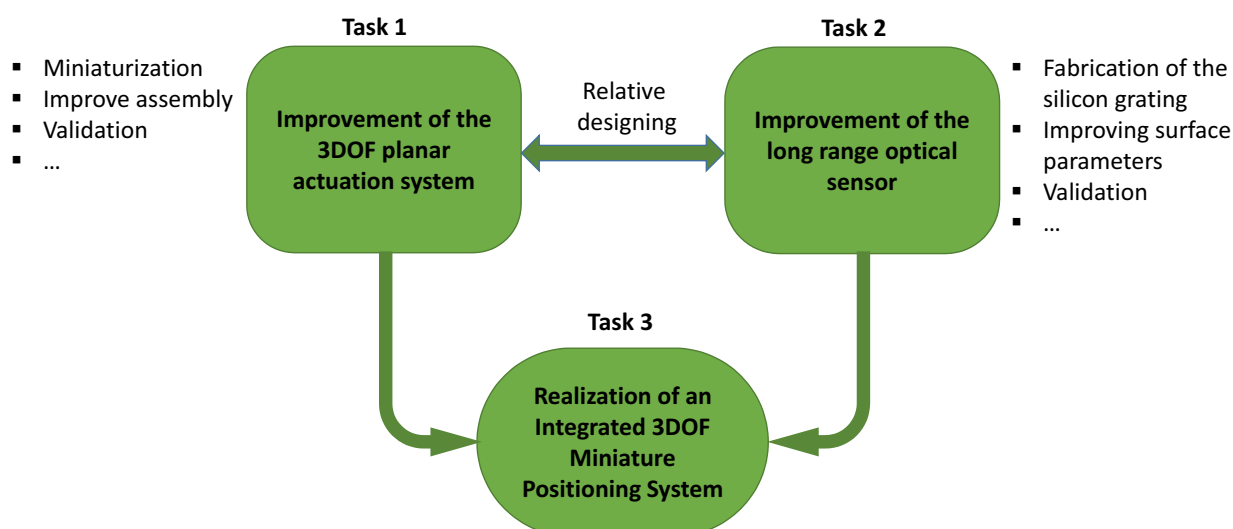 Task 1
▪ Miniaturization
▪ Improve assembly
▪ Validation
▪ ...
Improvement of the
3DOF planar
actuation system
Relative
designing
Task 2
Improvement of the
long range optical
sensor
▪ Fabrication of the
silicon grating
▪ Improving surface
parameters
▪ Validation
▪ ...
Task 3
Realization of an
Integrated 3DOF
Miniature
Positioning System